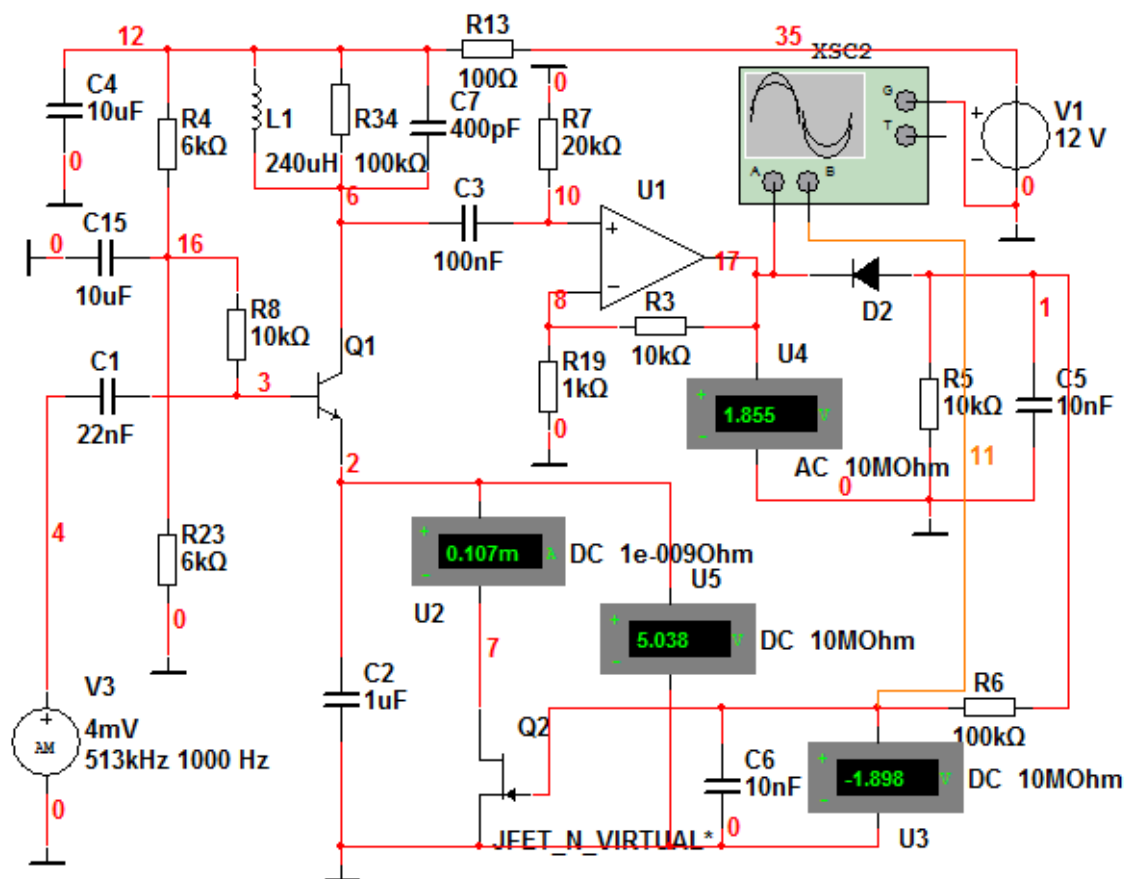 12
R13
100Ω
35
XSC2
G
T
A
B
V1
12 V
0
C4
10uF
0
R4
6kΩ
L1
240uH
R34
100kΩ
C7
400pF
0
R7
20kΩ
6
C3
100nF
10
U1
0
C15
10uF
16
17
8
R3
10kΩ
D2
1
R8
10kΩ
Q1
R19
1kΩ
0
U4
1.855 V
AC 10MOhm
0
R5
10kΩ
C5
10nF
C1
22nF
3
2
11
4
R23
6kΩ
0
0.107m A
DC 1e-009Ohm
U2
U5
5.038 V
DC 10MOhm
7
C2
1uF
V3
4mV
513kHz 1000 Hz
AM
0
Q2
JFET_N_VIRTUAL*
C6
10nF
0
R6
100kΩ
-1.898 V
DC 10MOhm
U3